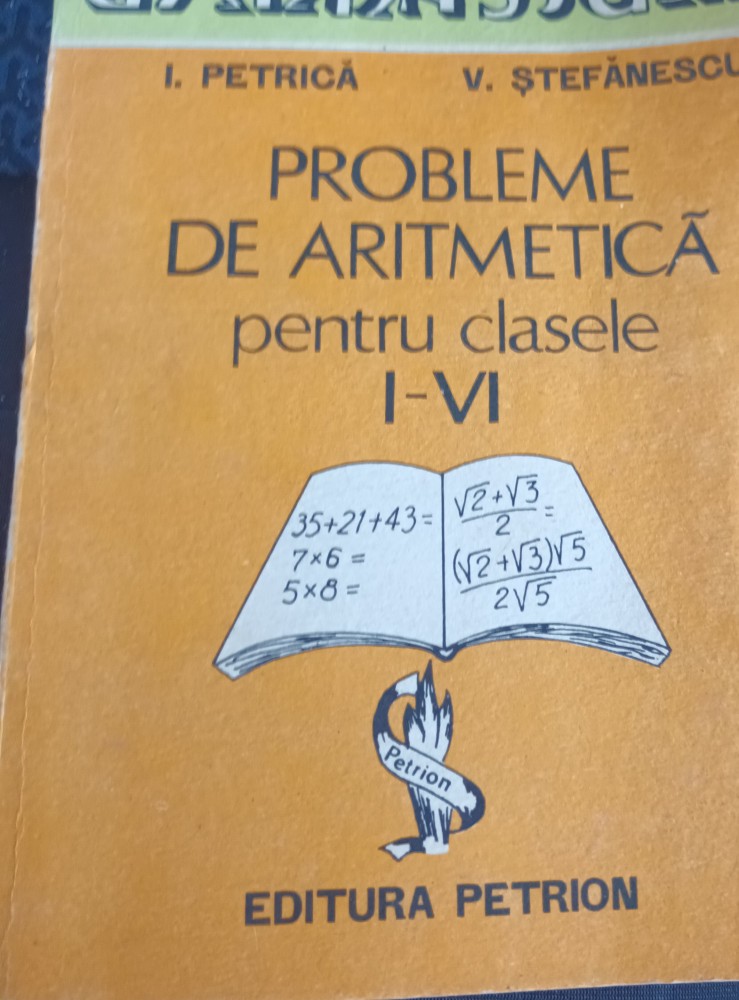 I. PETRICĂ V. ȘTEFĂNESCU
PROBLEME
DE ARITMETICĂ
pentru clasele
I-VI
35+21+43=
7×6=
5×8=
(√2+√3)/2=
((√2+√3)√5)/(2√5)
Petrion
EDITURA PETRION